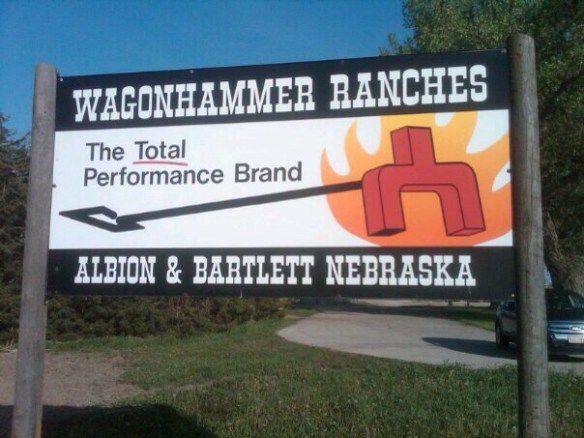 WAGONHAMMER RANCHES
The Total
Performance Brand
ALBION & BARTLETT NEBRASKA